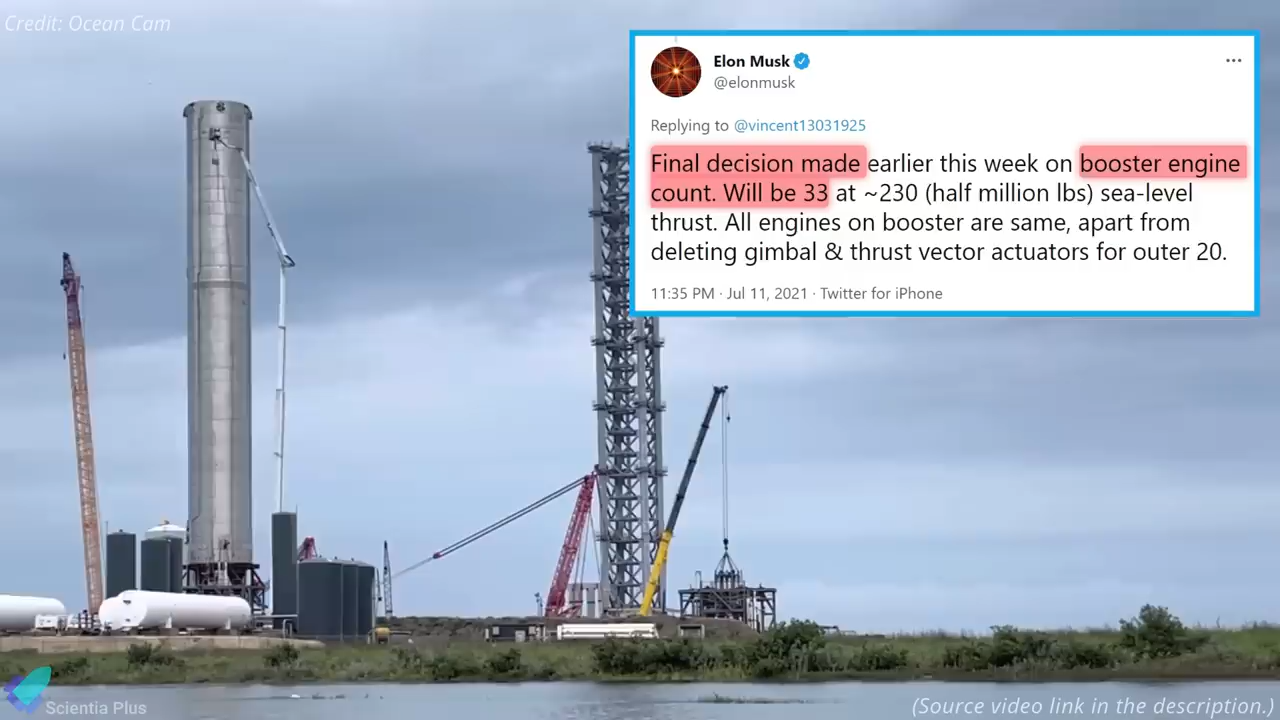 Credit: Ocean Cam
Elon Musk
@elonmusk
Replying to @vincent13031925
Final decision made earlier this week on booster engine
count. Will be 33 at ~230 (half million lbs) sea-level
thrust. All engines on booster are same, apart from
deleting gimbal & thrust vector actuators for outer 20.
11:35 PM · Jul 11, 2021 · Twitter for iPhone
Scientia Plus
(Source video link in the description.)